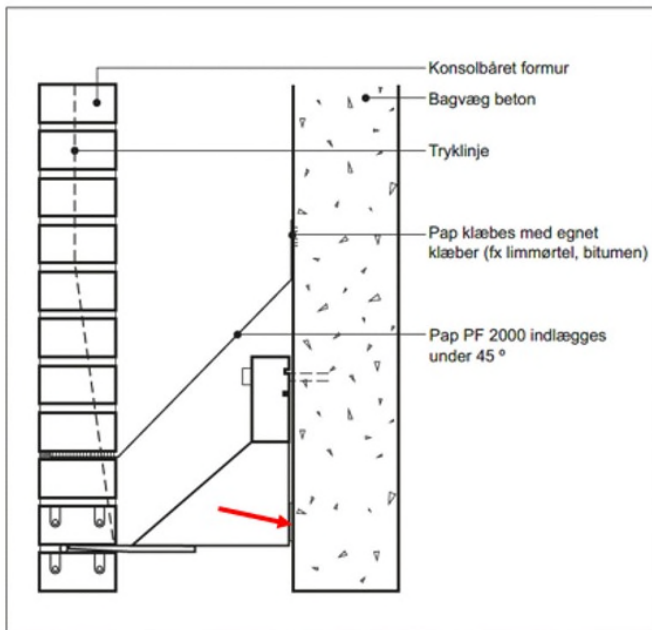 Konsolbåret formur
Bagvæg beton
Tryklinje
Pap klæbes med egnet
klæber (fx limmørtel, bitumen)
Pap PF 2000 indlægges
under 45 º